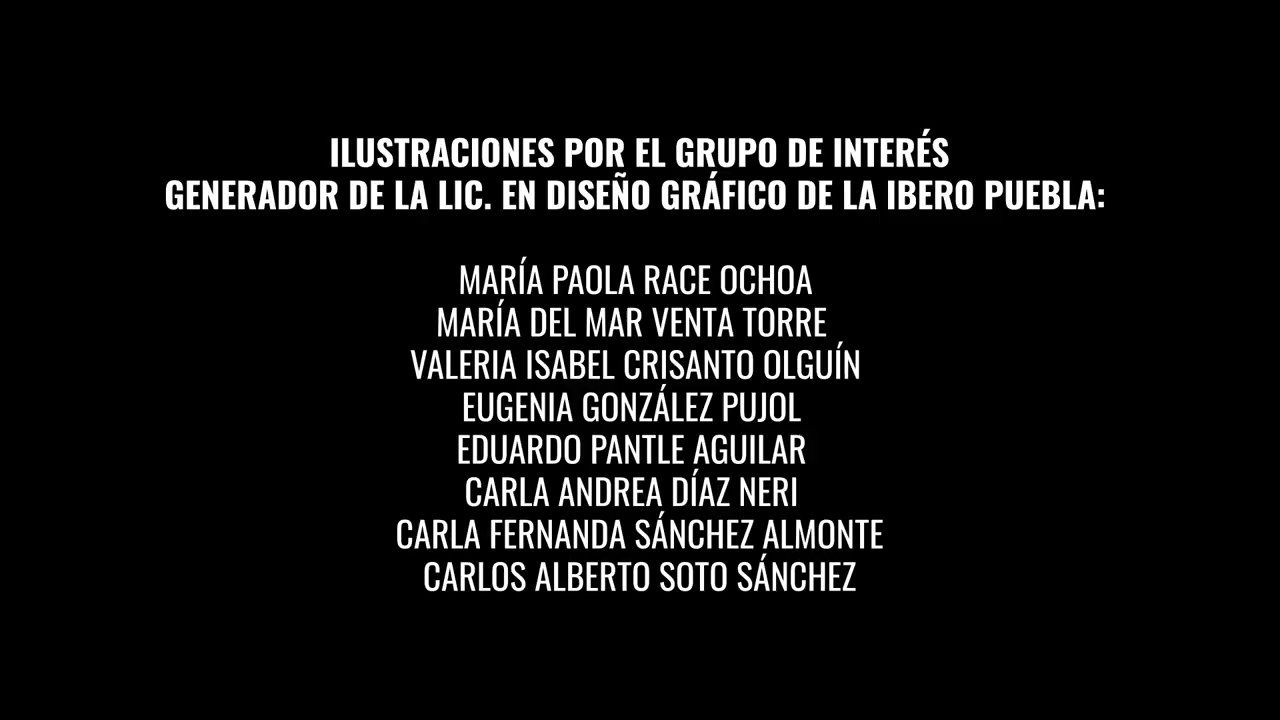 ILUSTRACIONES POR EL GRUPO DE INTERÉS
GENERADOR DE LA LIC. EN DISEÑO GRÁFICO DE LA IBERO PUEBLA:
MARÍA PAOLA RACE OCHOA
MARÍA DEL MAR VENTA TORRE
VALERIA ISABEL CRISANTO OLGUÍN
EUGENIA GONZÁLEZ PUJOL
EDUARDO PANTLE AGUILAR
CARLA ANDREA DÍAZ NERI
CARLA FERNANDA SÁNCHEZ ALMONTE
CARLOS ALBERTO SOTO SÁNCHEZ